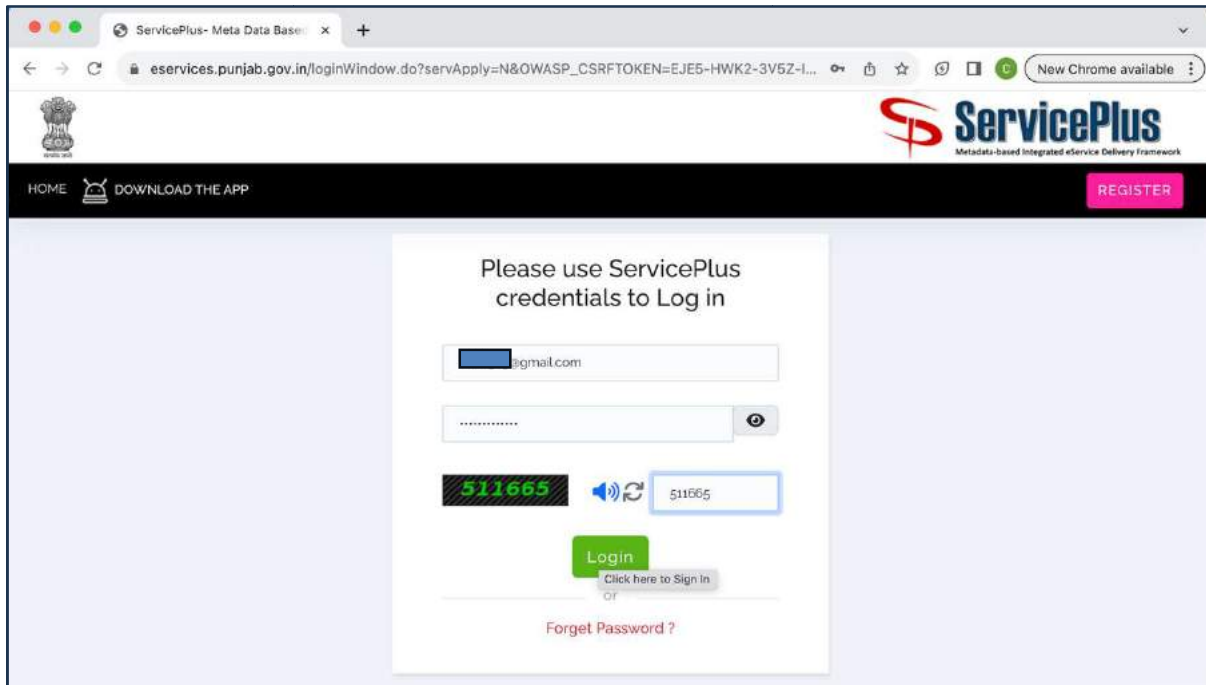 ServicePlus- Meta Data Base
eservices.punjab.gov.in/loginWindow.do?servApply=N&OWASP_CSRFTOKEN=EJE5-HWK2-3V5Z-I...
New Chrome available
C
ServicePlus
Metadata-based Integrated eService Delivery Framework
HOME DOWNLOAD THE APP REGISTER
Please use ServicePlus
credentials to Log in
@gmail.com
.............
511665 511665
Login
Click here to Sign In
or
Forget Password ?